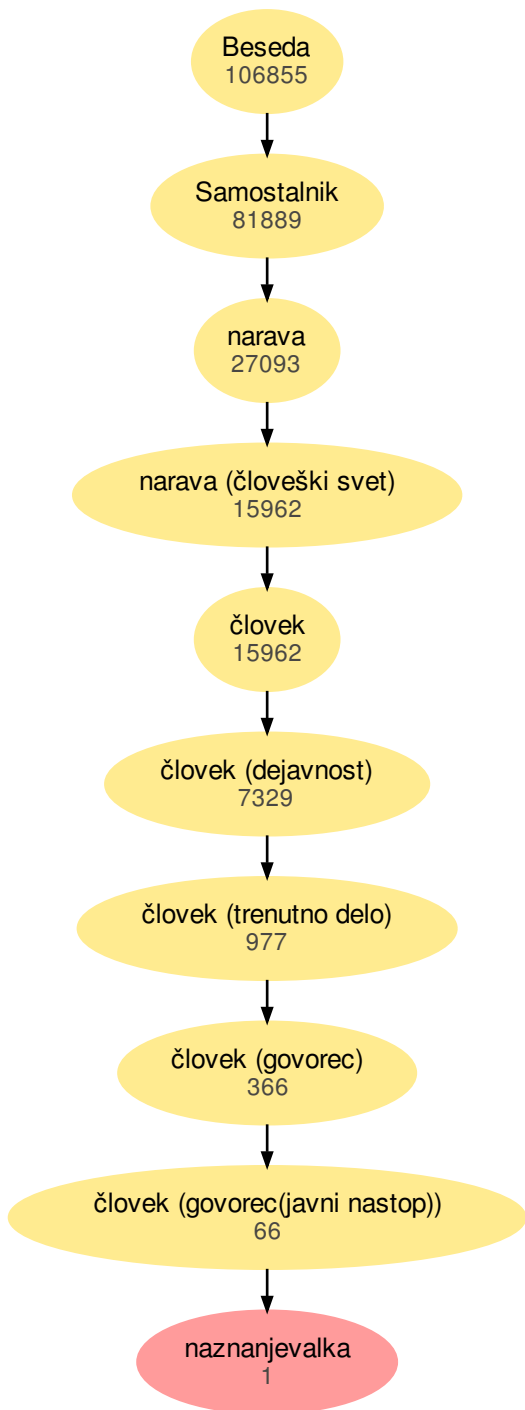 Beseda
106855
Samostalnik
81889
narava
27093
narava (človeški svet)
15962
človek
15962
človek (dejavnost)
7329
človek (trenutno delo)
977
človek (govorec)
366
človek (govorec(javni nastop))
66
naznanjevalka
1